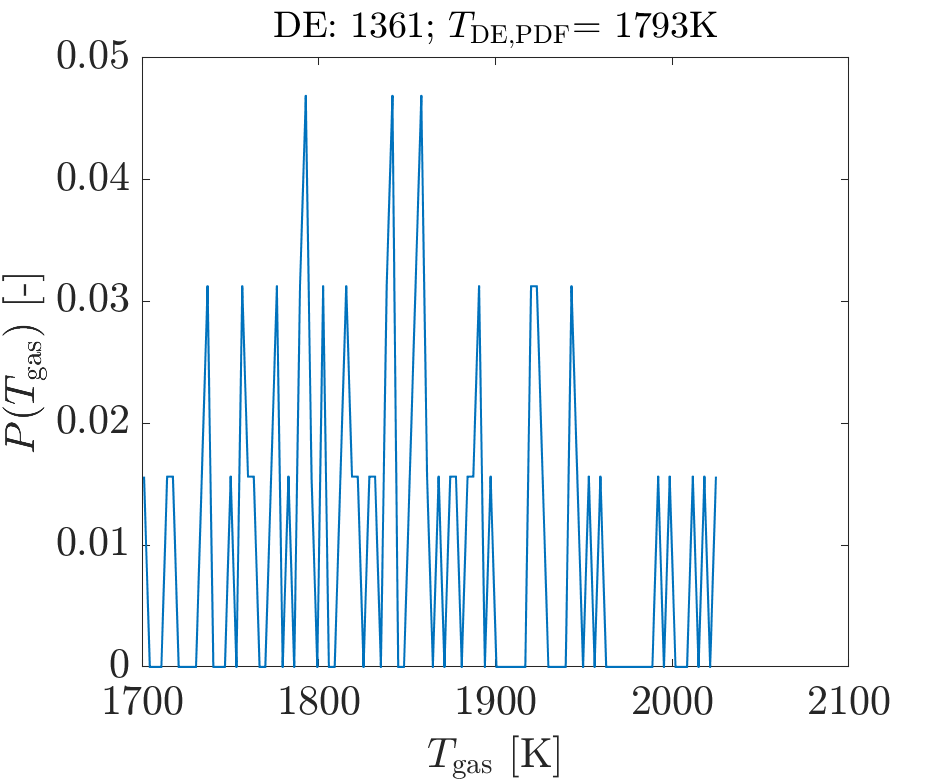 DE: 1361; T_DE,PDF= 1793K
0.05
0.04
0.03
0.02
0.01
0
P(T_gas) [-]
1700 1800 1900 2000 2100
T_gas [K]